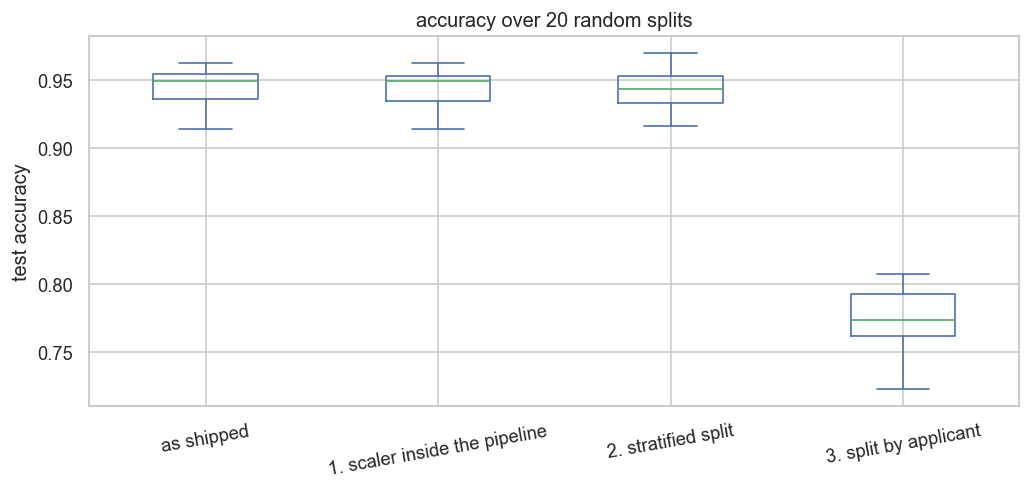 accuracy over 20 random splits
test accuracy
0.95
0.90
0.85
0.80
0.75
as shipped
1. scaler inside the pipeline
2. stratified split
3. split by applicant